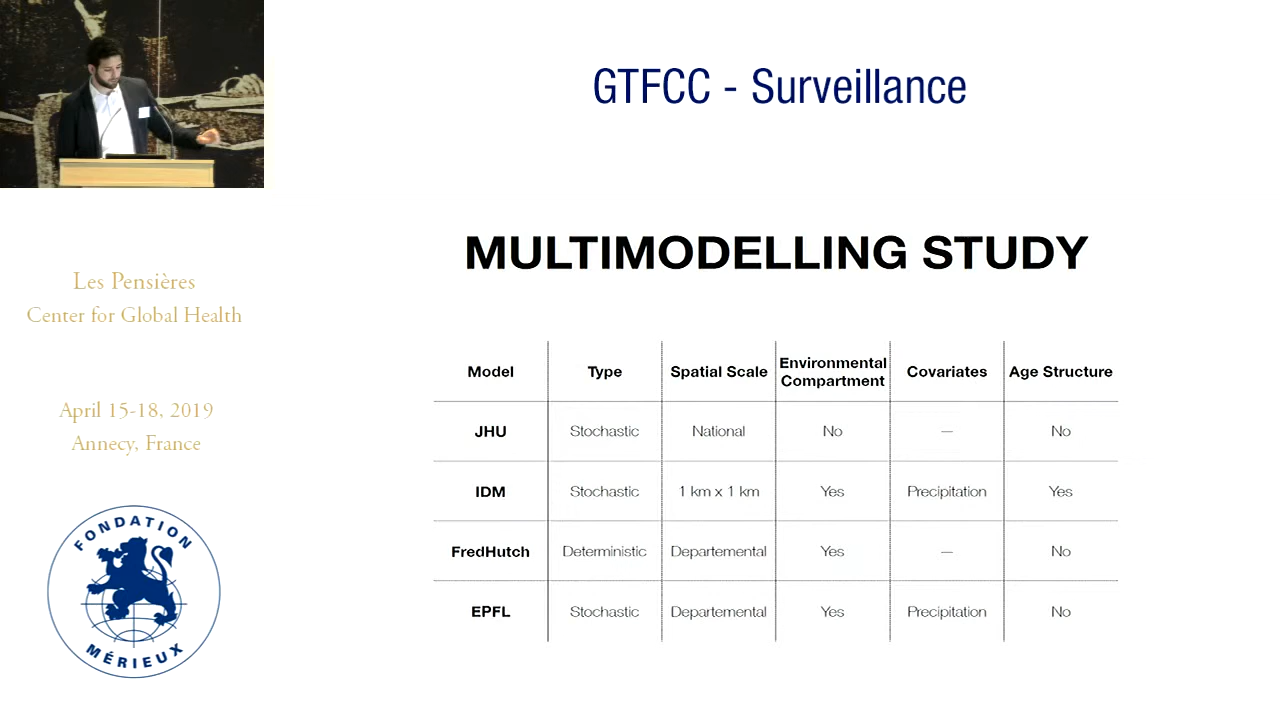 GTFCC - Surveillance
Les Pensières
Center for Global Health
April 15-18, 2019
Annecy, France
FONDATION
MÉRIEUX
MULTIMODELLING STUDY
Model Type Spatial Scale Environmental Compartment Covariates Age Structure
JHU Stochastic National No — No
IDM Stochastic 1 km x 1 km Yes Precipitation Yes
FredHutch Deterministic Departemental Yes — No
EPFL Stochastic Departemental Yes Precipitation No